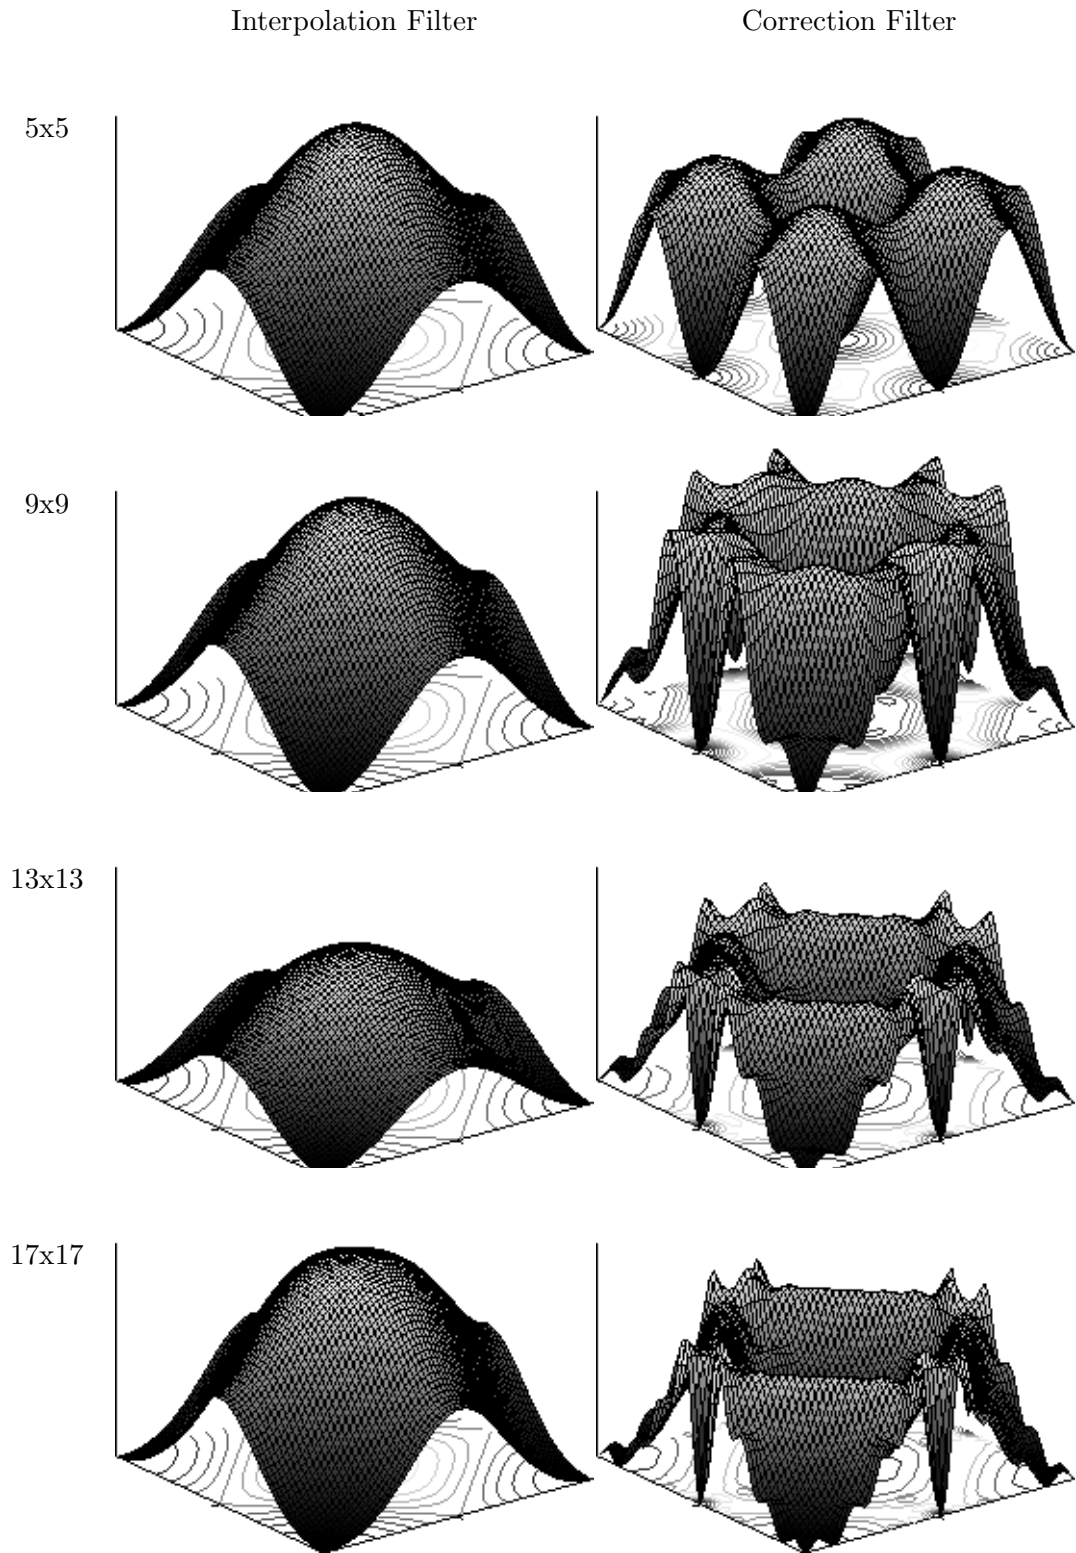 Interpolation Filter Correction Filter
5x5
9x9
13x13
17x17